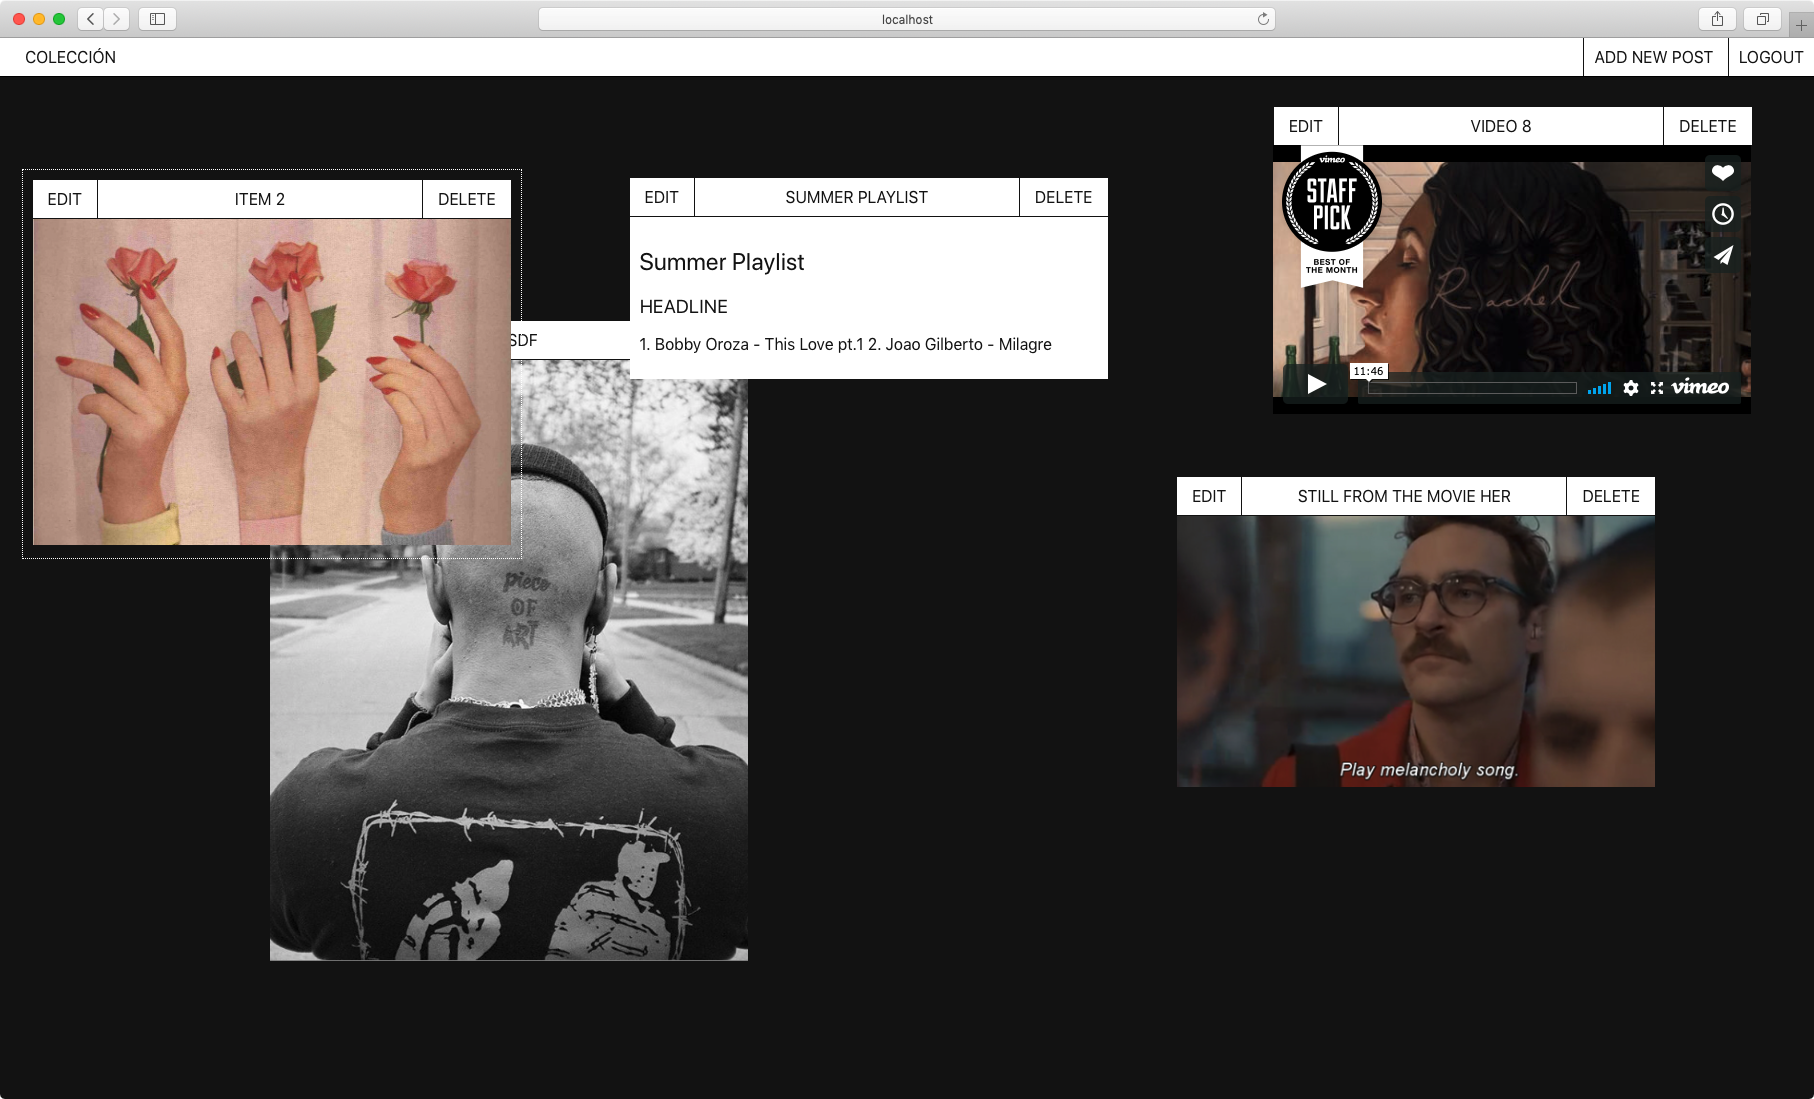 localhost
COLECCIÓN
ADD NEW POST
LOGOUT
EDIT
VIDEO 8
DELETE
vimeo
STAFF
PICK
BEST OF
THE MONTH
Rachel
11:46
vimeo
EDIT
ITEM 2
DELETE
EDIT
SUMMER PLAYLIST
DELETE
Summer Playlist
HEADLINE
1. Bobby Oroza - This Love pt.1 2. Joao Gilberto - Milagre
SDF
piece
OF
ART
EDIT
STILL FROM THE MOVIE HER
DELETE
Play melancholy song.